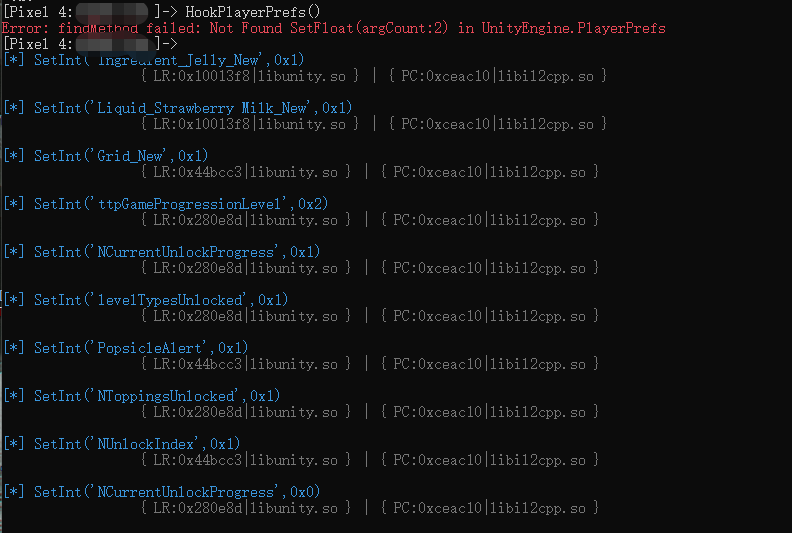 [Pixel 4: ]-> HookPlayerPrefs()
Error: findMethod failed: Not Found SetFloat(argCount:2) in UnityEngine.PlayerPrefs
[Pixel 4: ]->
[*] SetInt('Ingredient_Jelly_New',0x1)
{ LR:0x10013f8|libunity.so } | { PC:0xceac10|libil2cpp.so }
[*] SetInt('Liquid_Strawberry Milk_New',0x1)
{ LR:0x10013f8|libunity.so } | { PC:0xceac10|libil2cpp.so }
[*] SetInt('Grid_New',0x1)
{ LR:0x44bcc3|libunity.so } | { PC:0xceac10|libil2cpp.so }
[*] SetInt('ttpGameProgressionLevel',0x2)
{ LR:0x280e8d|libunity.so } | { PC:0xceac10|libil2cpp.so }
[*] SetInt('NCurrentUnlockProgress',0x1)
{ LR:0x280e8d|libunity.so } | { PC:0xceac10|libil2cpp.so }
[*] SetInt('levelTypesUnlocked',0x1)
{ LR:0x280e8d|libunity.so } | { PC:0xceac10|libil2cpp.so }
[*] SetInt('PopsicleAlert',0x1)
{ LR:0x44bcc3|libunity.so } | { PC:0xceac10|libil2cpp.so }
[*] SetInt('NToppingsUnlocked',0x1)
{ LR:0x280e8d|libunity.so } | { PC:0xceac10|libil2cpp.so }
[*] SetInt('NUnlockIndex',0x1)
{ LR:0x44bcc3|libunity.so } | { PC:0xceac10|libil2cpp.so }
[*] SetInt('NCurrentUnlockProgress',0x0)
{ LR:0x280e8d|libunity.so } | { PC:0xceac10|libil2cpp.so }